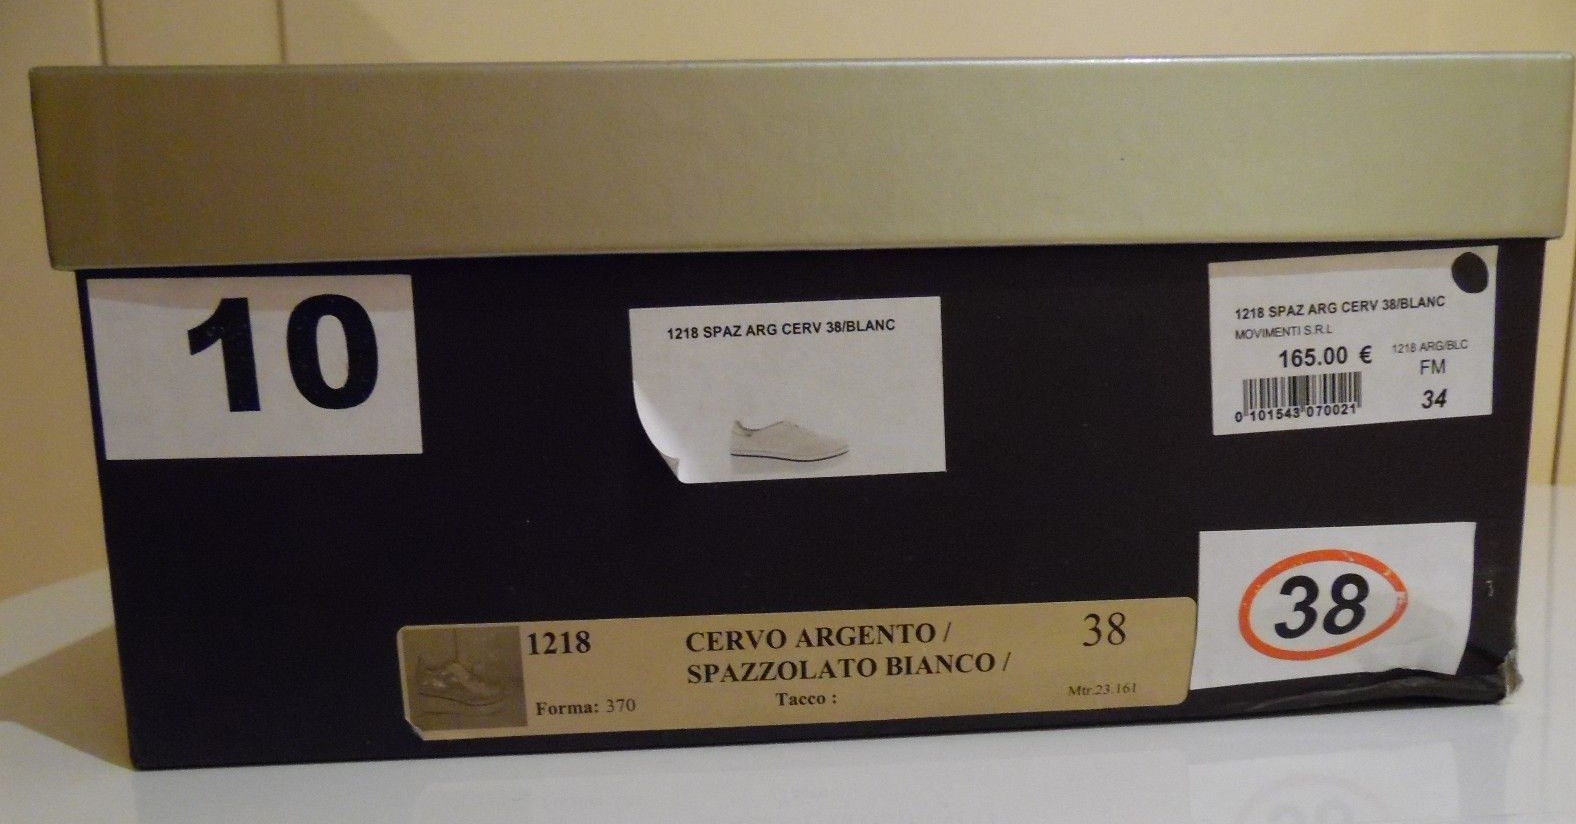 10
1218 SPAZ ARG CERV 38/BLANC
1218 SPAZ ARG CERV 38/BLANC
MOVIMENTI S.R.L
165.00 € 1218 ARG/BLC
FM
0 101543 070021
34
38
1218 CERVO ARGENTO / 38
SPAZZOLATO BIANCO /
Forma: 370 Tacco : Mtr.23.161